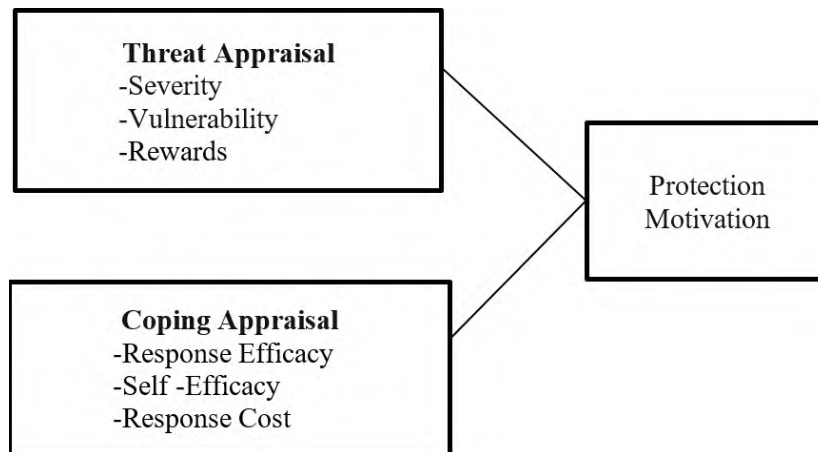 Threat Appraisal
-Severity
-Vulnerability
-Rewards
Protection
Motivation
Coping Appraisal
-Response Efficacy
-Self -Efficacy
-Response Cost